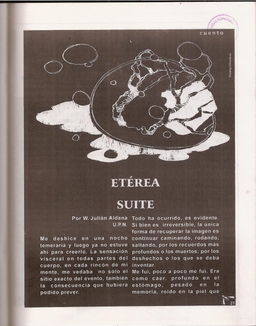 cuento
ETÉREA
SUITE
Por W. Julián Aldana
U.P.N.
Me deshice en una noche
temeraria y luego ya no estuve
ahí para creerlo. La sensación
visceral en todas partes del
cuerpo, en cada rincón de mi
mente, me vedaba no sólo el
sitio exacto del evento, también
la consecuencia que hubiera
podido prever.
Todo ha ocurrido, es evidente.
Si bien es irreversible, la única
forma de recuperar la imagen es
continuar caminando, rodando,
saltando, por los recuerdos más
profundos o los muertos; por los
deshechos o los que se deba
inventar.
Me fui, poco a poco me fui. Era
como caer, profundo en el
estómago, pesado en la
memoria, roído en la piel que